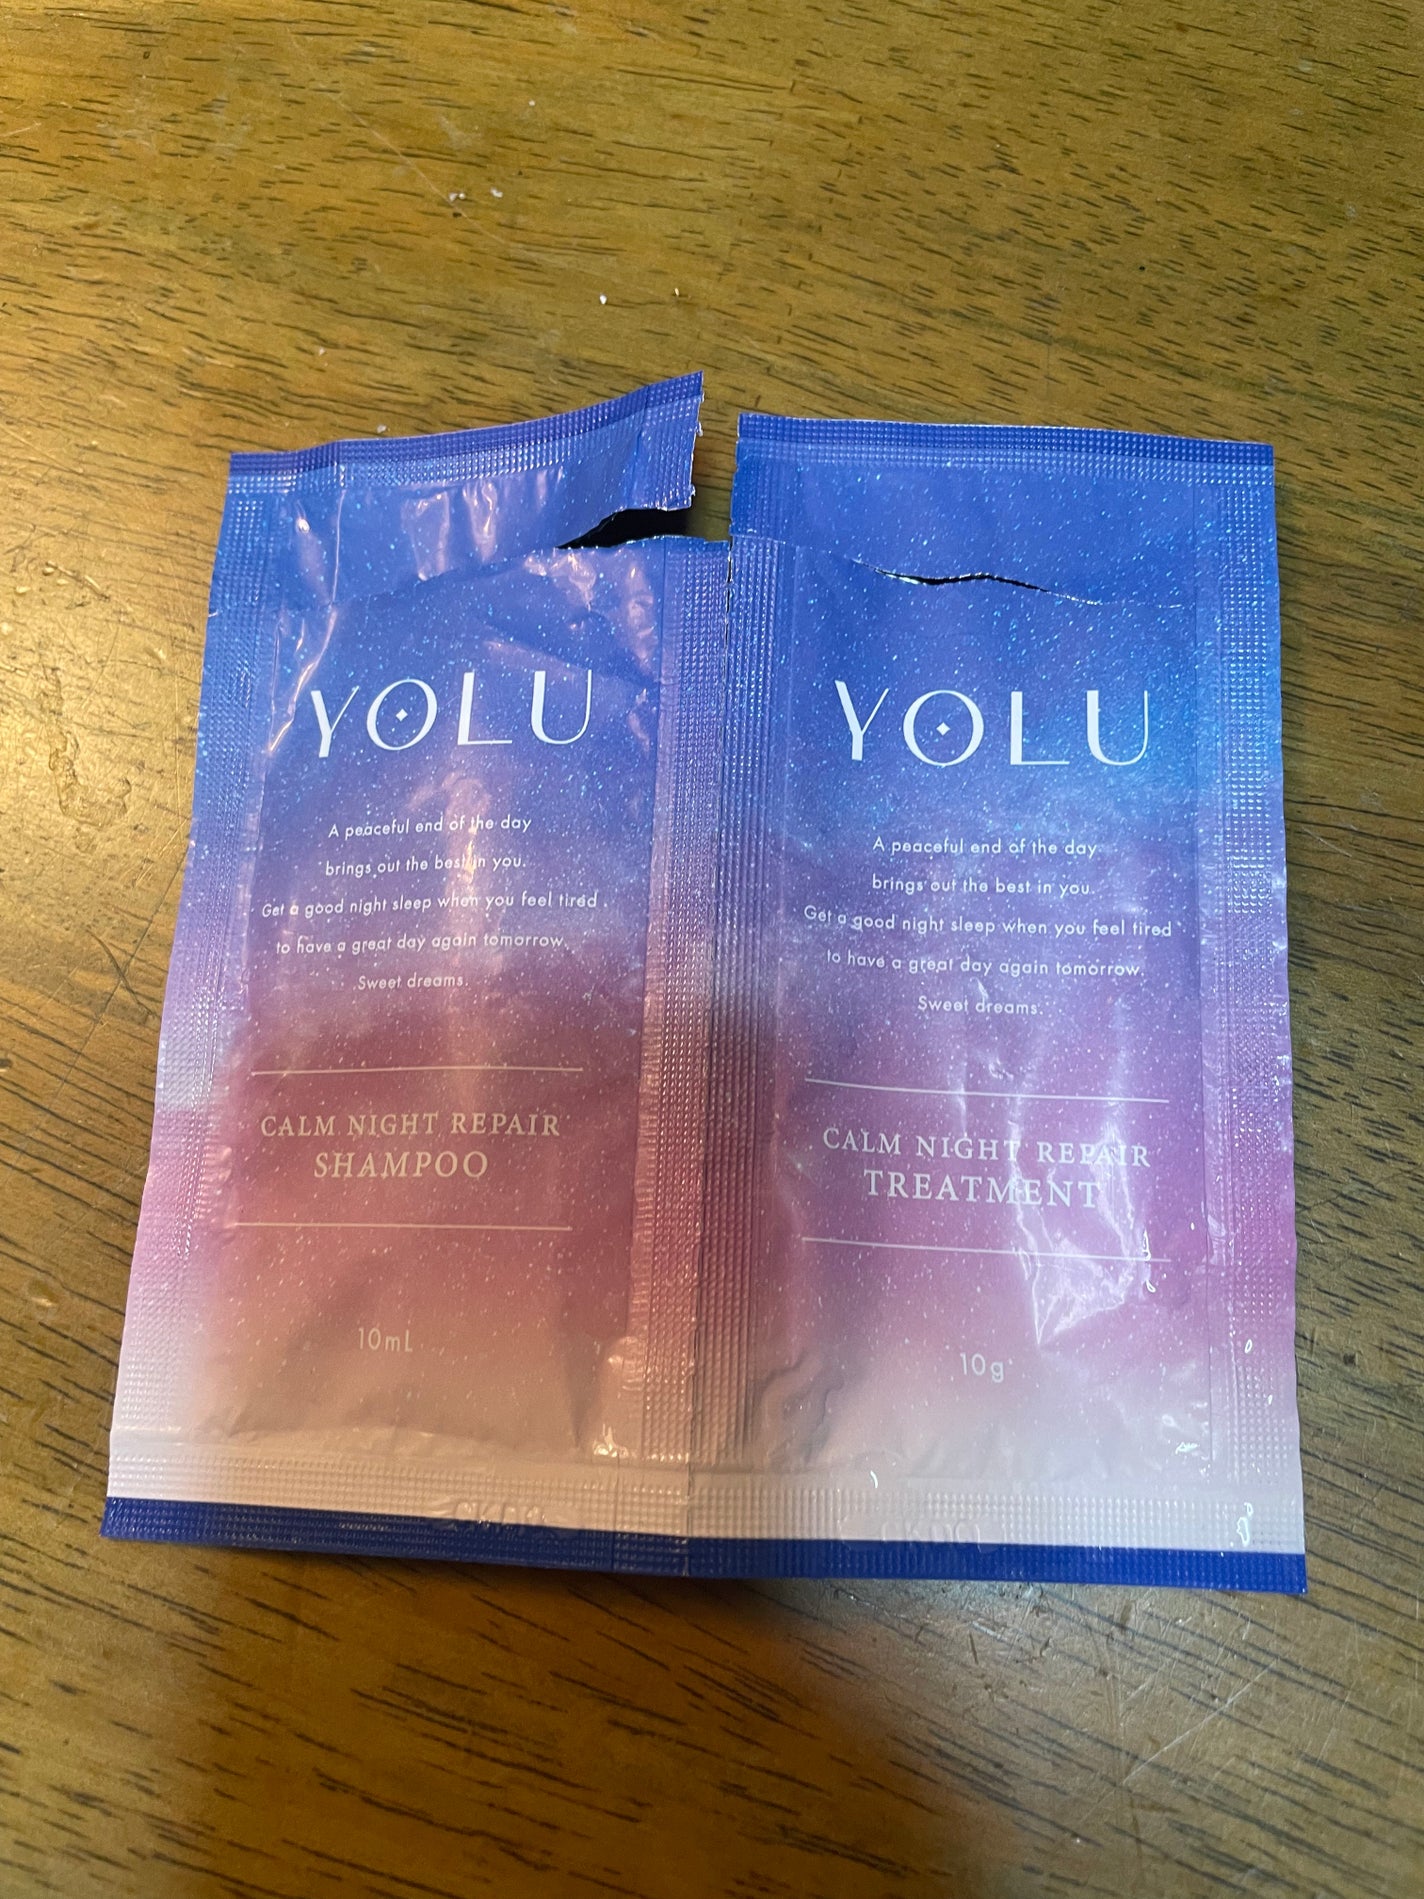 YOLU
A peaceful end of the day
brings out the best in you.
Get a good night sleep when you feel tired
to have a great day again tomorrow.
Sweet dreams.
CALM NIGHT REPAIR
SHAMPOO
10mL
YOLU
A peaceful end of the day
brings out the best in you.
Get a good night sleep when you feel tired
to have a great day again tomorrow.
Sweet dreams.
CALM NIGHT REPAIR
TREATMENT
10g